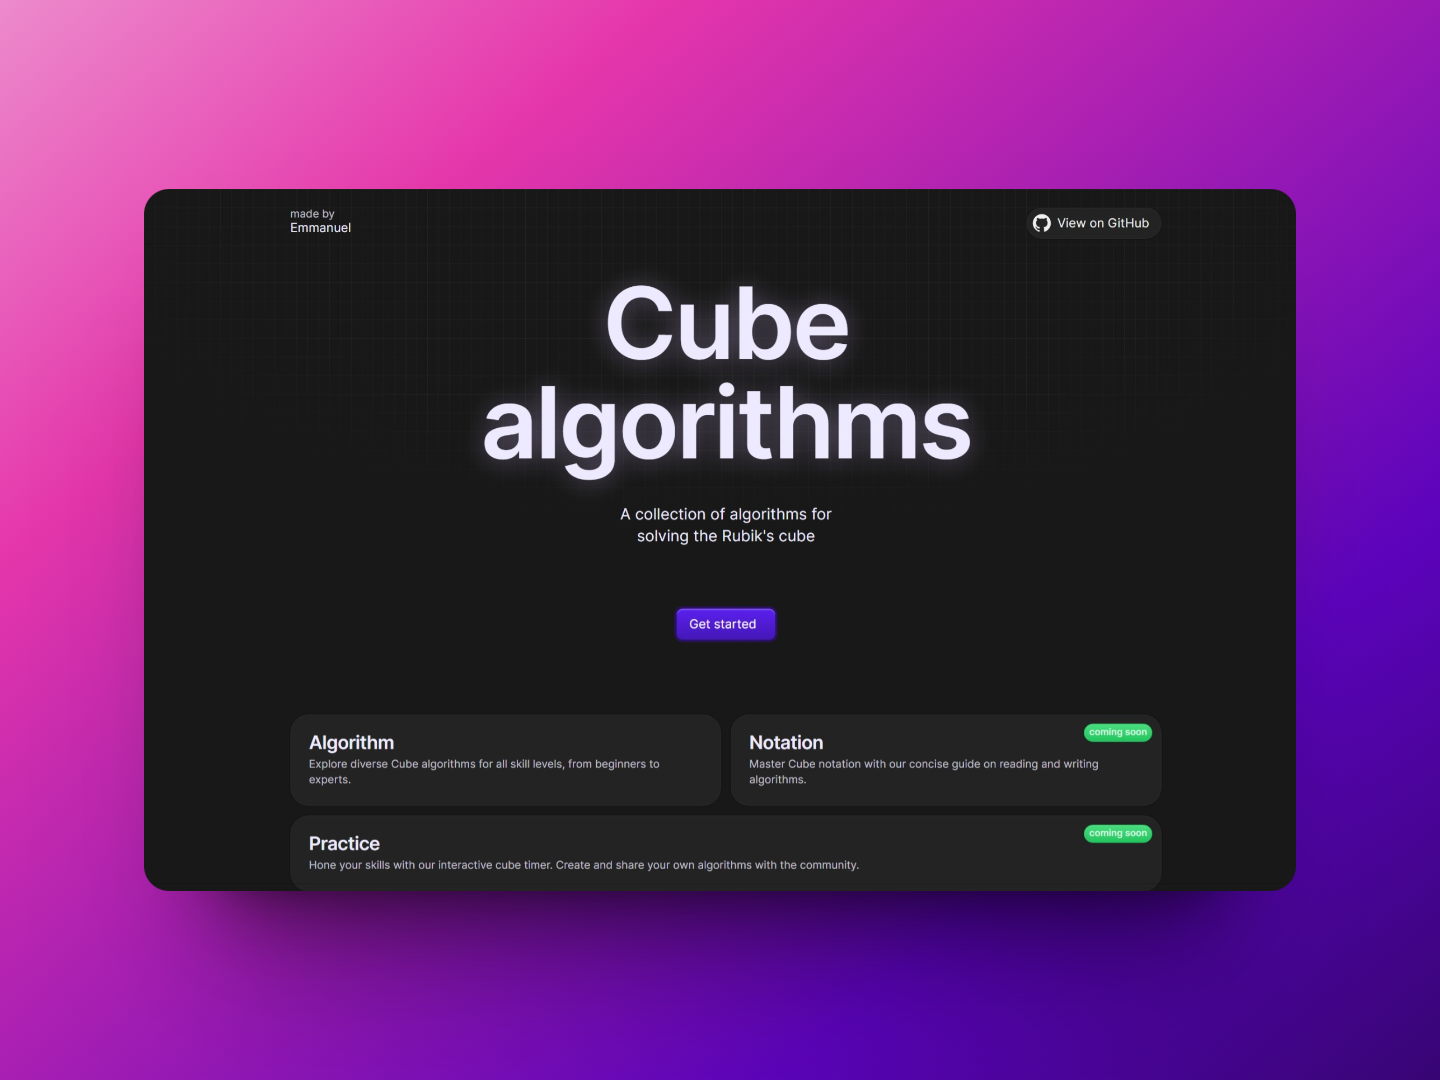 made by
Emmanuel
View on GitHub
Cube
algorithms
A collection of algorithms for
solving the Rubik's cube
Get started
Algorithm
Explore diverse Cube algorithms for all skill levels, from beginners to
experts.
Notation
coming soon
Master Cube notation with our concise guide on reading and writing
algorithms.
Practice
coming soon
Hone your skills with our interactive cube timer. Create and share your own algorithms with the community.